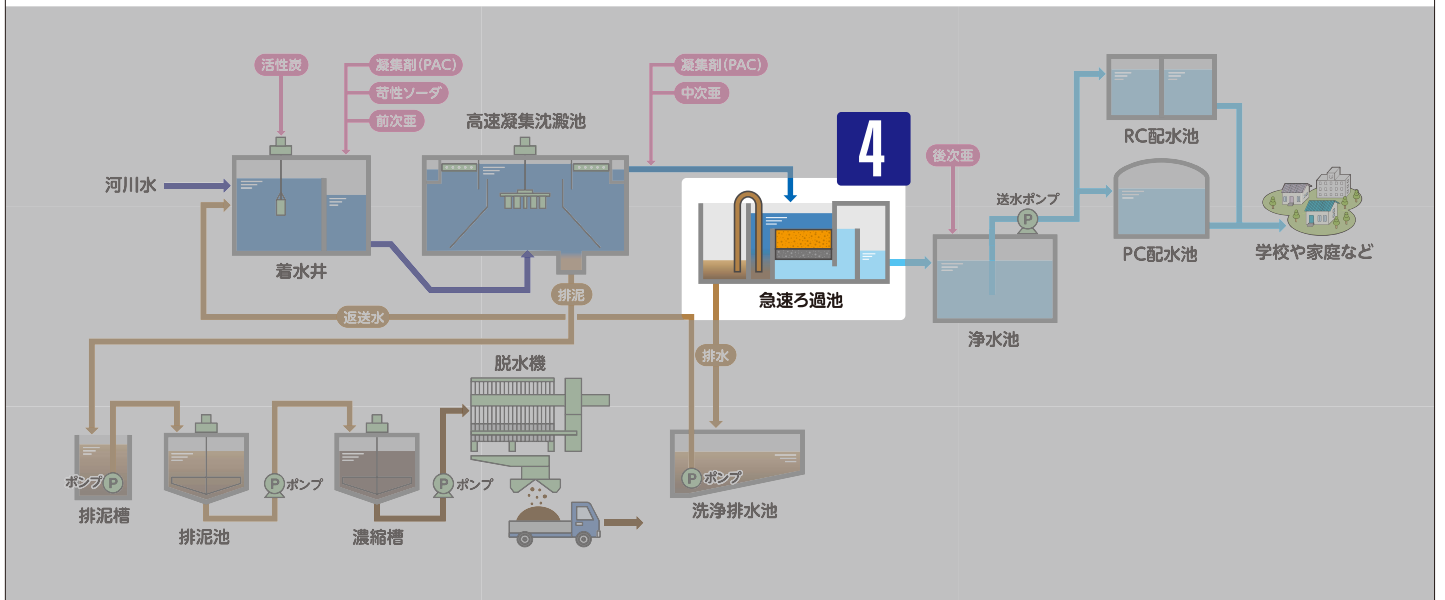 活性炭
凝集剤(PAC)
苛性ソーダ
前次亜
凝集剤(PAC)
中次亜
高速凝集沈澱池
4
後次亜
RC配水池
河川水
送水ポンプ
P
着水井
PC配水池
学校や家庭など
排泥
急速ろ過池
返送水
浄水池
脱水機
排水
ポンプ
P
P
ポンプ
P
ポンプ
P
ポンプ
排泥槽
排泥池
濃縮槽
洗浄排水池